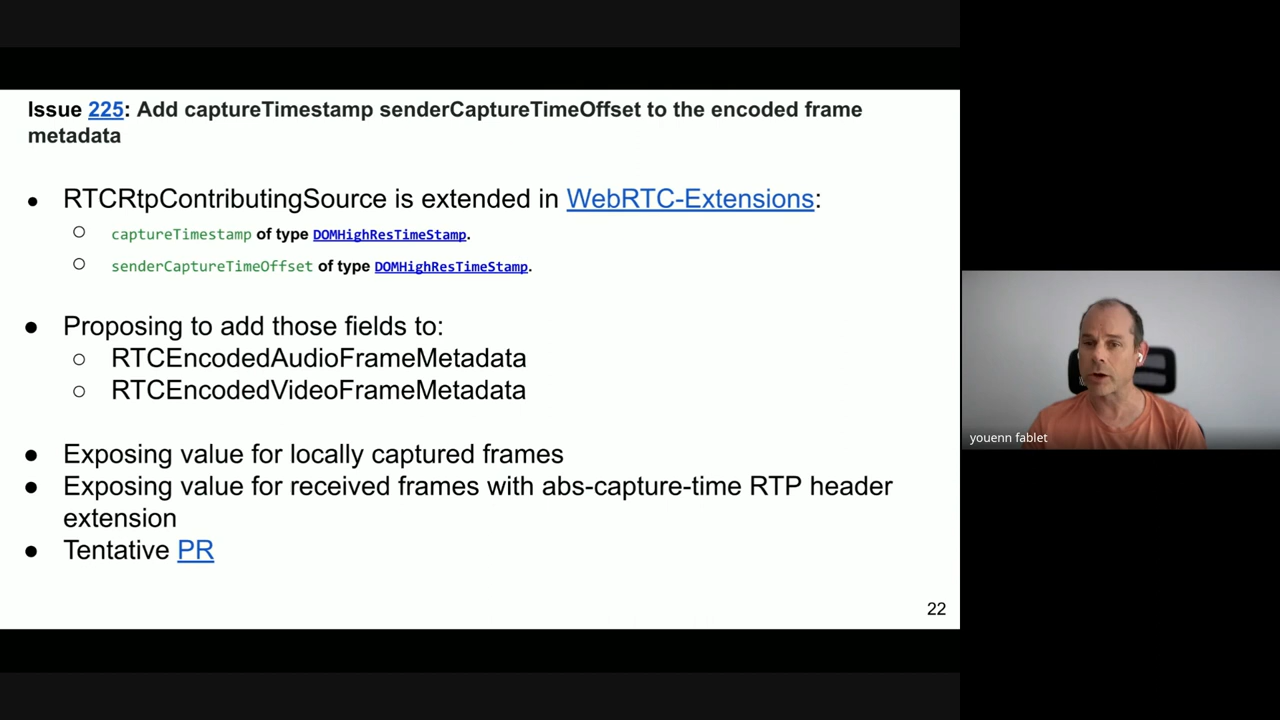 Issue 225: Add captureTimestamp senderCaptureTimeOffset to the encoded frame
metadata
● RTCRtpContributingSource is extended in WebRTC-Extensions:
○ captureTimestamp of type DOMHighResTimeStamp.
○ senderCaptureTimeOffset of type DOMHighResTimeStamp.
● Proposing to add those fields to:
○ RTCEncodedAudioFrameMetadata
○ RTCEncodedVideoFrameMetadata
● Exposing value for locally captured frames
● Exposing value for received frames with abs-capture-time RTP header
extension
● Tentative PR
22
youenn fablet